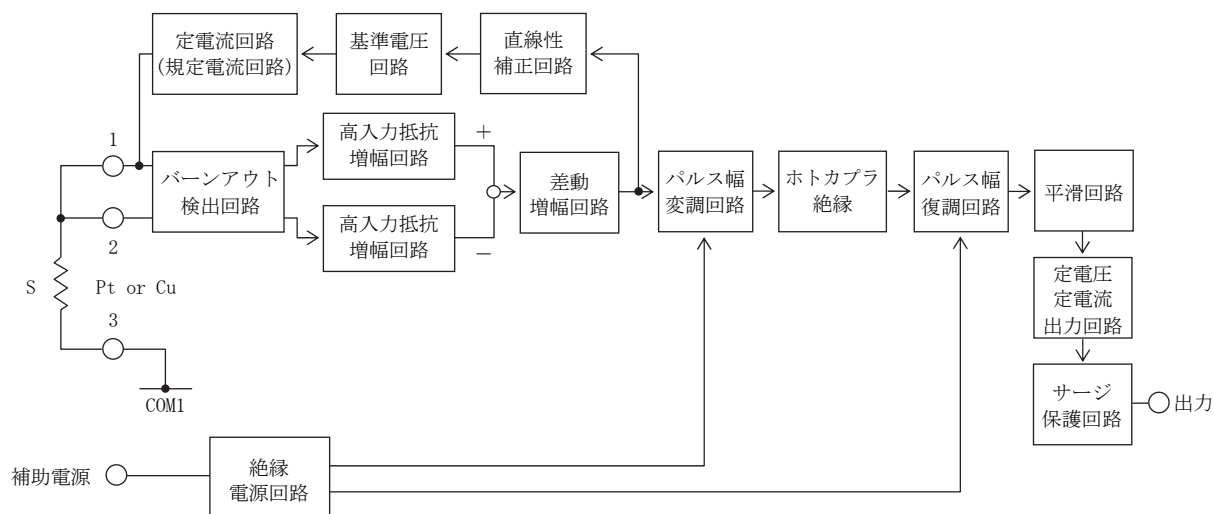 定電流回路
(規定電流回路)
基準電圧
回路
直線性
補正回路
1
バーンアウト
検出回路
高入力抵抗
増幅回路
+
高入力抵抗
増幅回路
−
差動
増幅回路
パルス幅
変調回路
ホトカプラ
絶縁
パルス幅
復調回路
平滑回路
2
S
Pt or Cu
3
COM1
定電圧
定電流
出力回路
サージ
保護回路
出力
補助電源
絶縁
電源回路